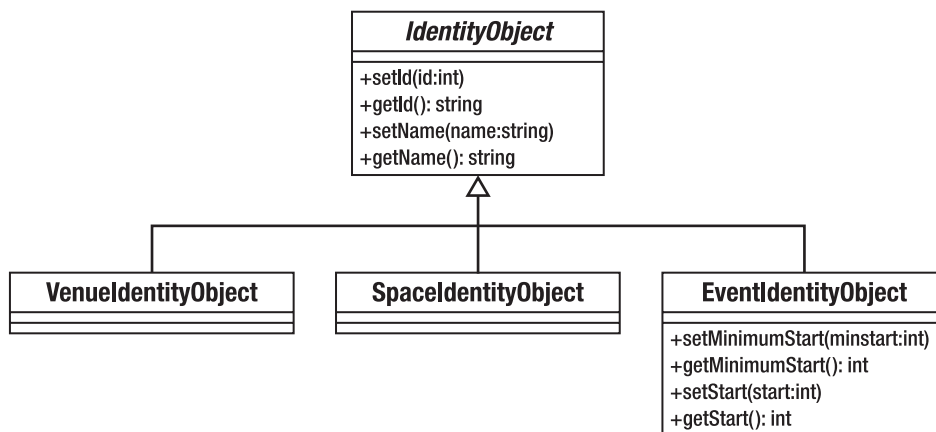 IdentityObject
+setId(id:int)
+getId(): string
+setName(name:string)
+getName(): string
VenueIdentityObject
SpaceIdentityObject
EventIdentityObject
+setMinimumStart(minstart:int)
+getMinimumStart(): int
+setStart(start:int)
+getStart(): int